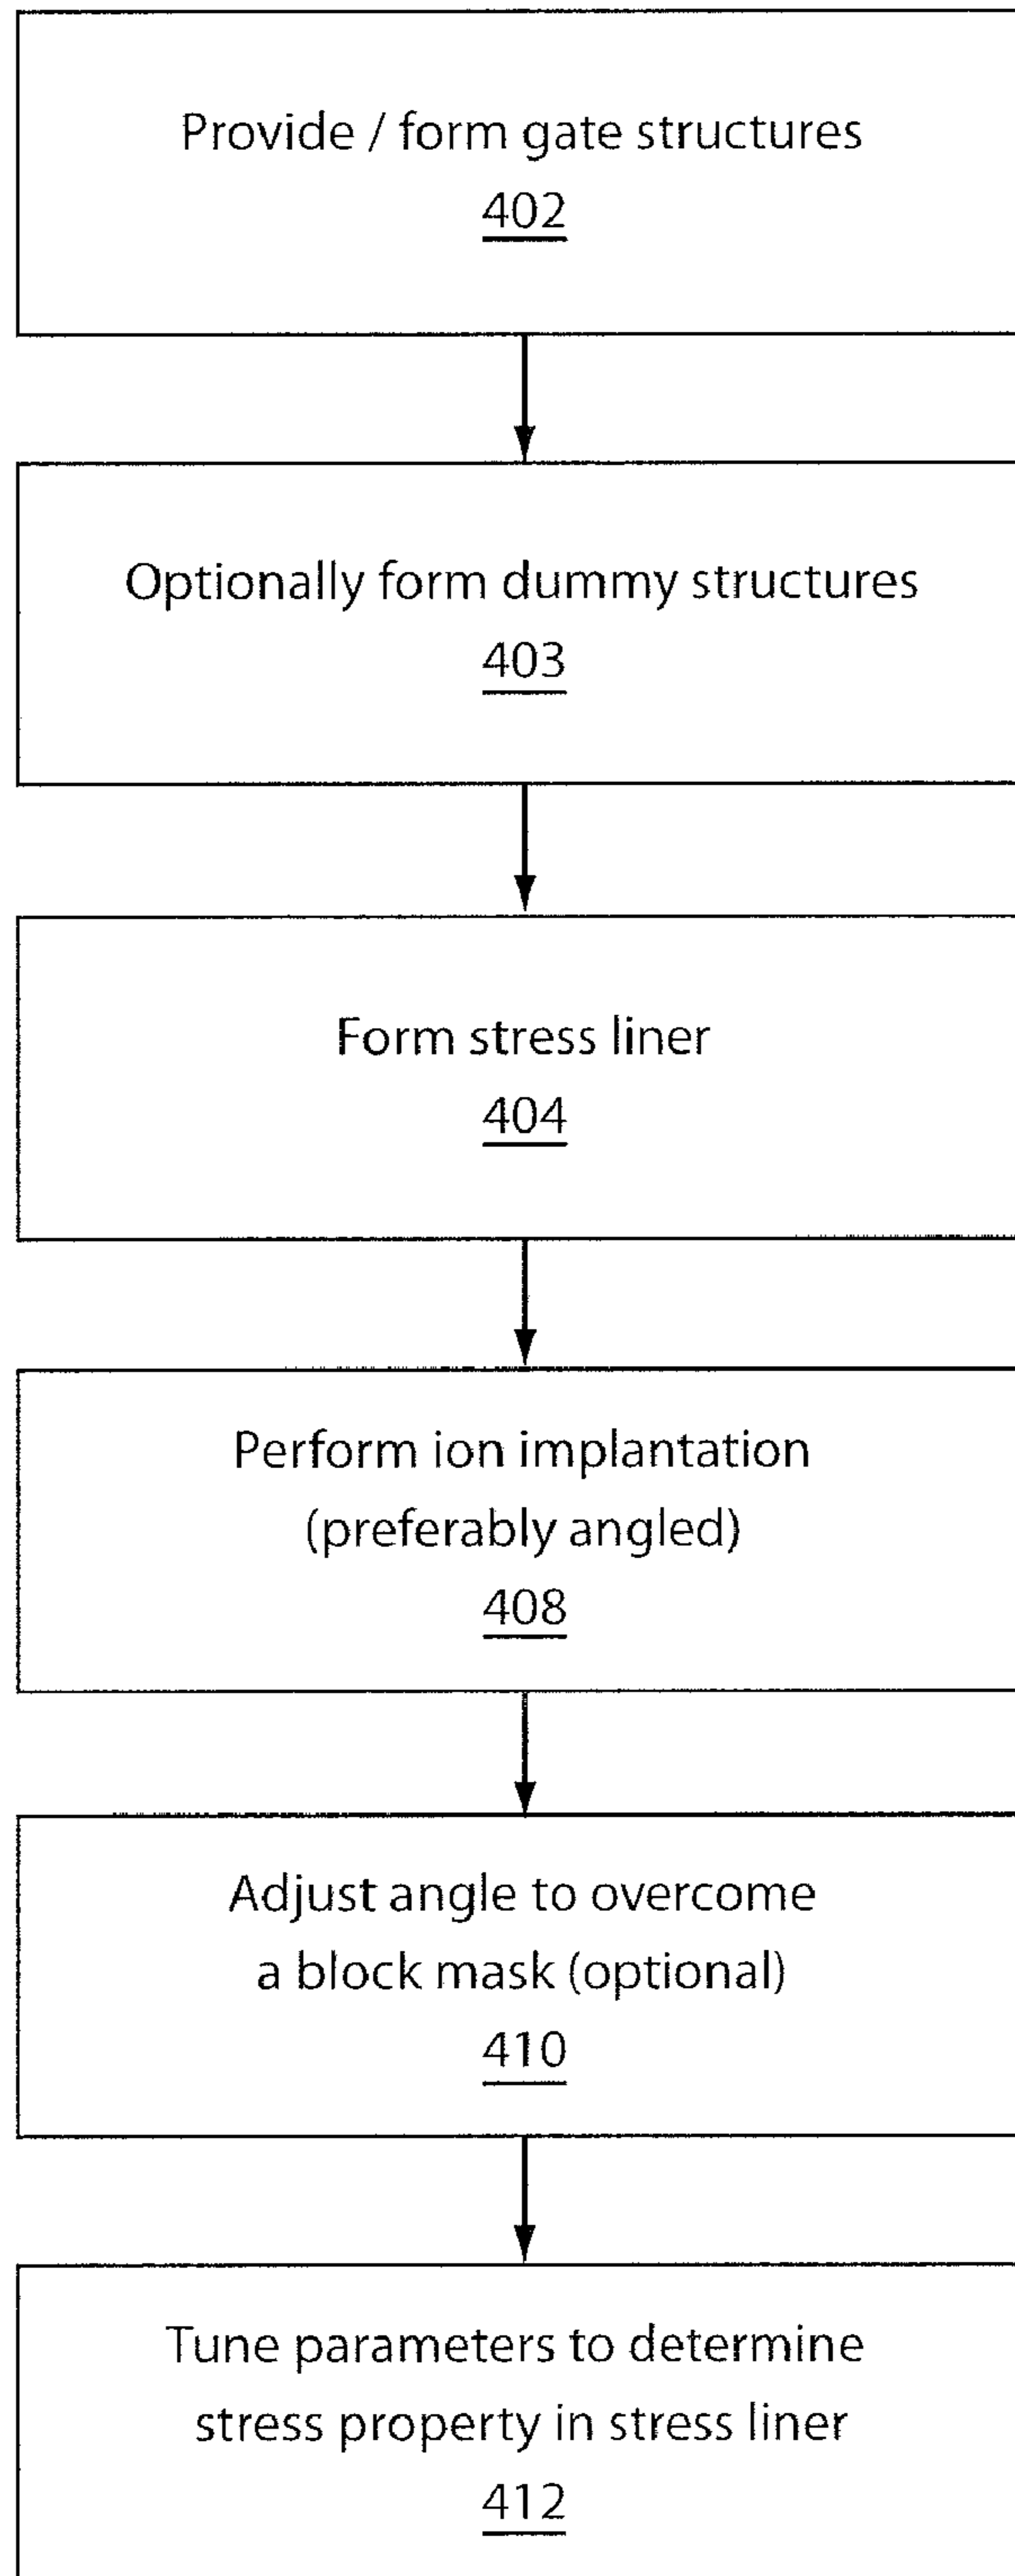 Provide / form gate structures
402
Optionally form dummy structures
403
Form stress liner
404
Perform ion implantation
(preferably angled)
408
Adjust angle to overcome
a block mask (optional)
410
Tune parameters to determine
stress property in stress liner
412